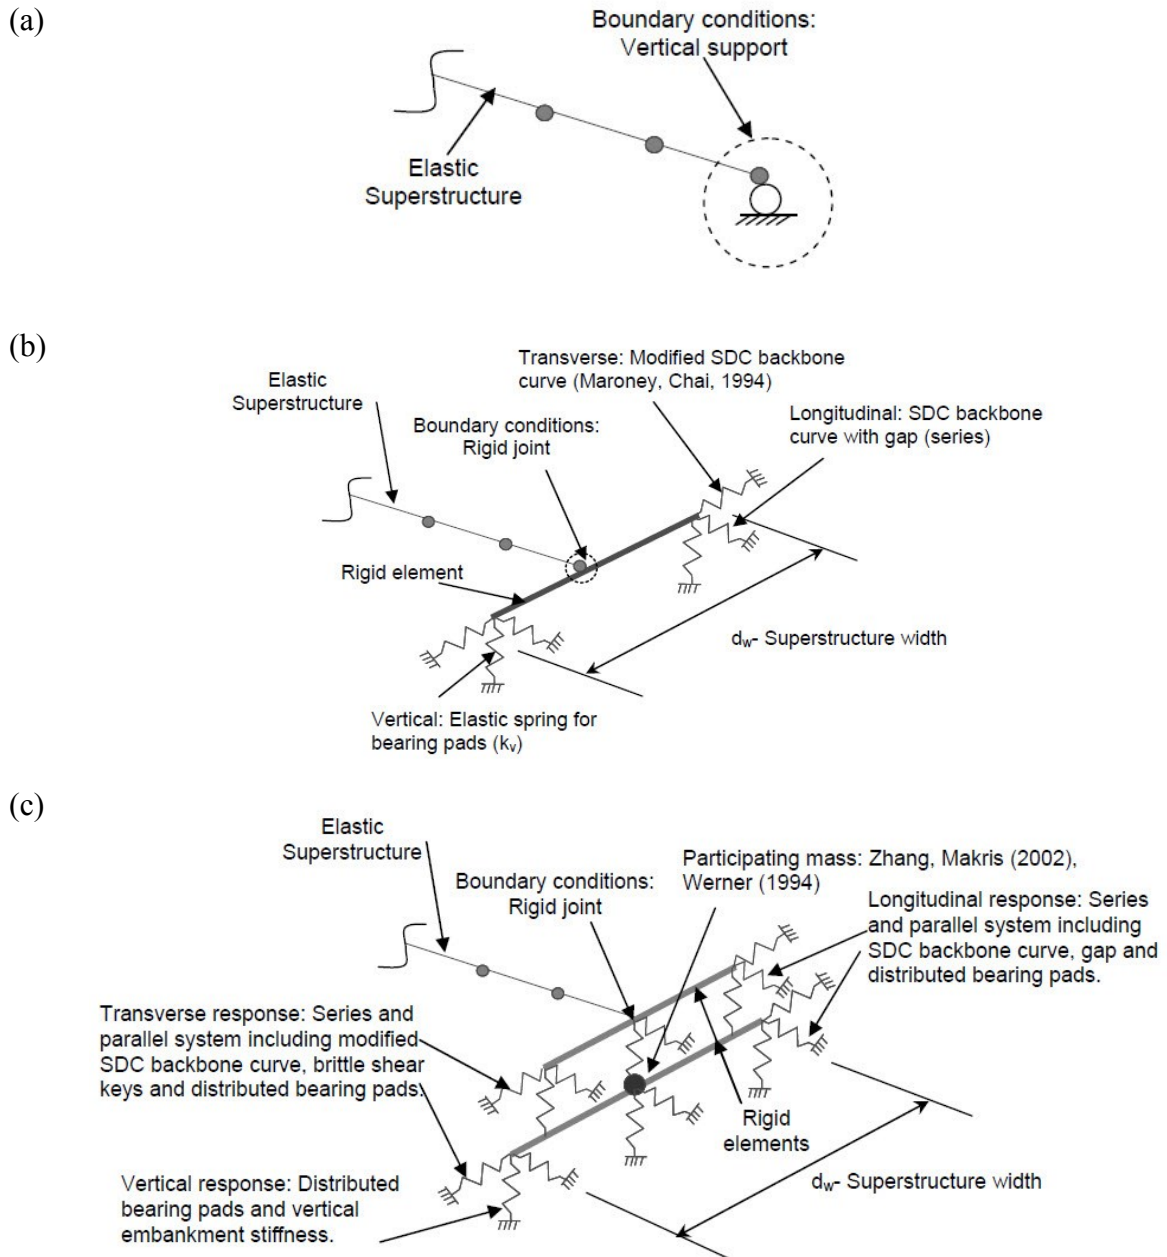 (a)
Boundary conditions:
Vertical support
Elastic
Superstructure
(b)
Elastic
Superstructure
Transverse: Modified SDC backbone
curve (Maroney, Chai, 1994)
Boundary conditions:
Rigid joint
Longitudinal: SDC backbone
curve with gap (series)
Rigid element
dw- Superstructure width
Vertical: Elastic spring for
bearing pads (kv)
(c)
Elastic
Superstructure
Boundary conditions:
Rigid joint
Participating mass: Zhang, Makris (2002),
Werner (1994)
Longitudinal response: Series
and parallel system including
SDC backbone curve, gap and
distributed bearing pads.
Transverse response: Series and
parallel system including modified
SDC backbone curve, brittle shear
keys and distributed bearing pads.
Rigid
elements
Vertical response: Distributed
bearing pads and vertical
embankment stiffness.
dw- Superstructure width